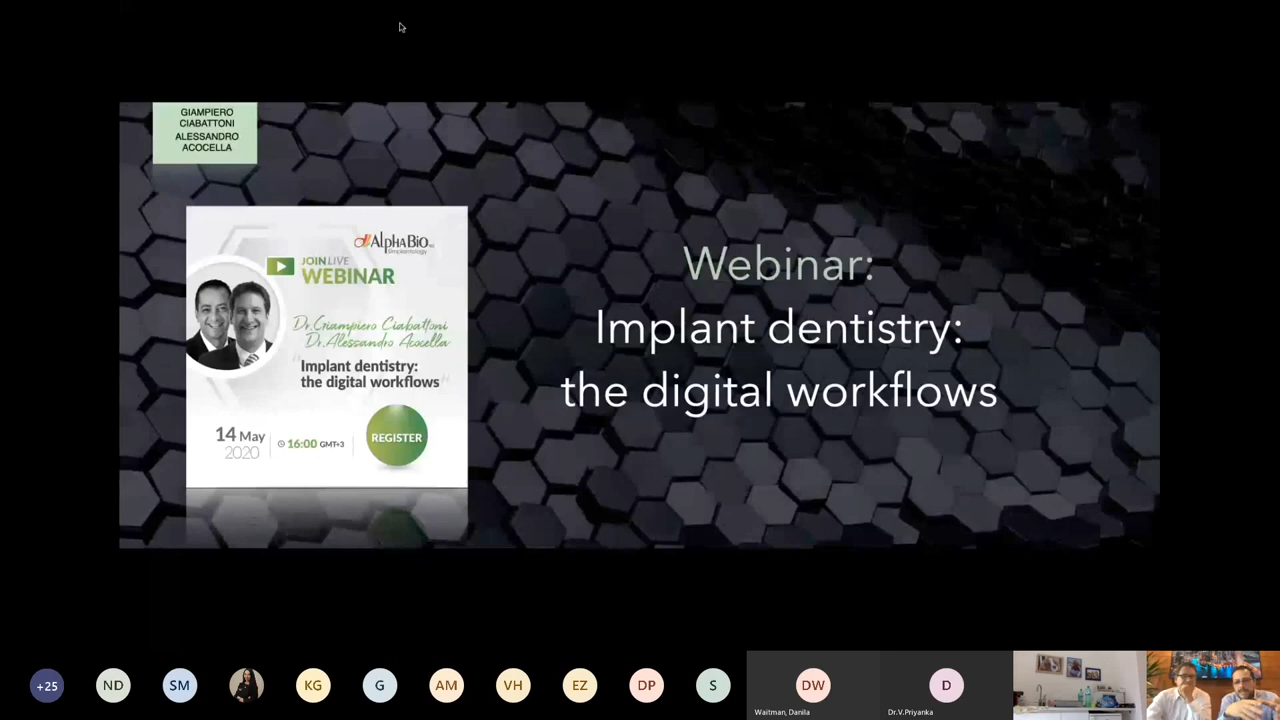 GIAMPIERO
CIABATTONI
ALESSANDRO
ACOCELLA
AlphaBio
Simplantology
JOIN LIVE
WEBINAR
Dr.Giampiero Ciabattoni
Dr.Alessandro Acocella
"Implant dentistry:
the digital workflows"
14 May
2020
16:00 GMT+3
REGISTER
Webinar:
Implant dentistry:
the digital workflows
+25
ND
SM
KG
G
AM
VH
EZ
DP
S
DW
Waitman, Danila
D
Dr.V.Priyanka